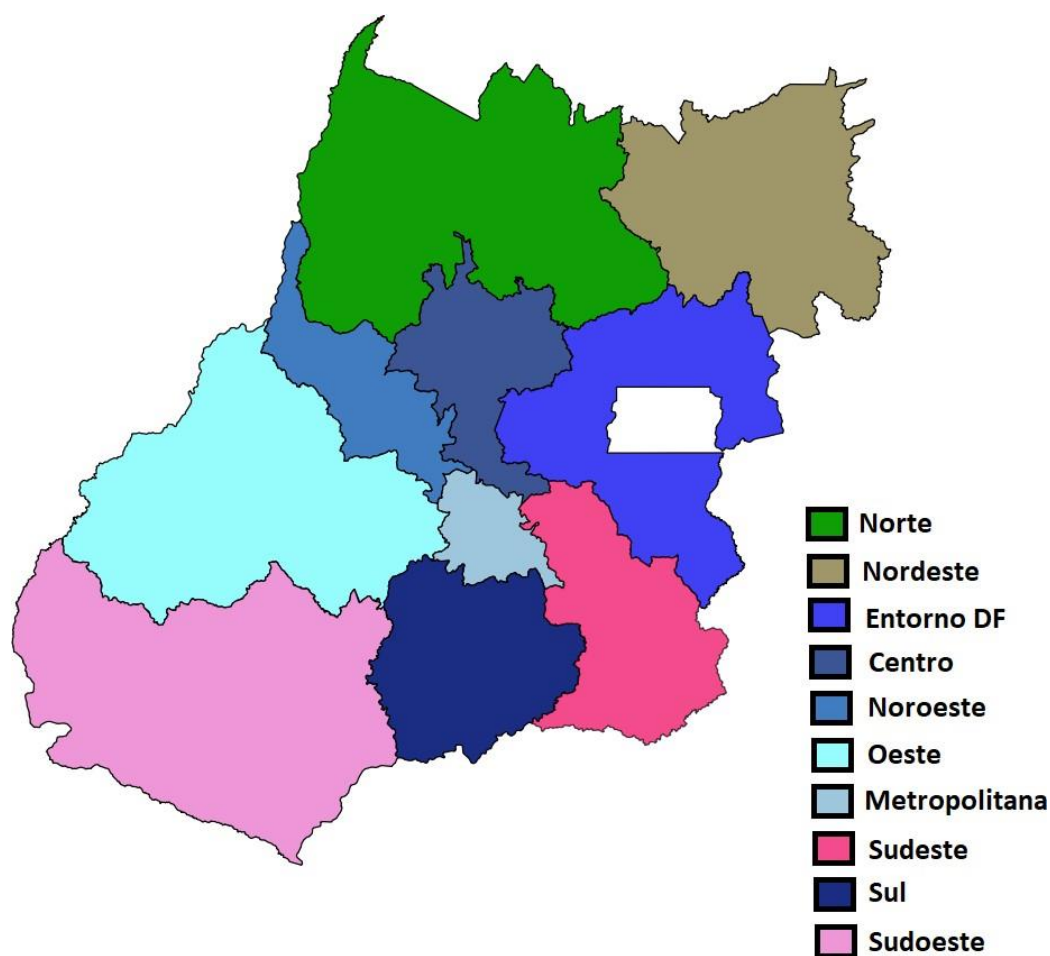 Norte
Nordeste
Entorno DF
Centro
Noroeste
Oeste
Metropolitana
Sudeste
Sul
Sudoeste